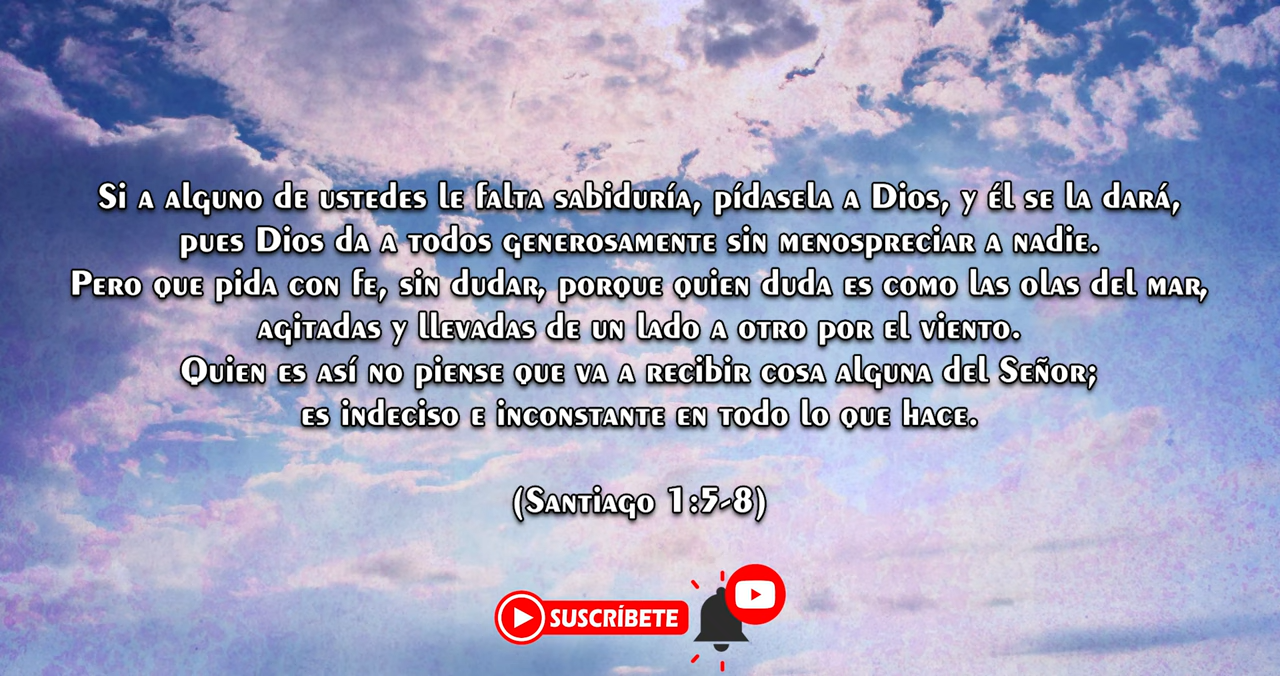 Si a alguno de ustedes le falta sabiduría, pídasela a Dios, y él se la dará,
pues Dios da a todos generosamente sin menospreciar a nadie.
Pero que pida con fe, sin dudar, porque quien duda es como las olas del mar,
agitadas y llevadas de un lado a otro por el viento.
Quien es así no piense que va a recibir cosa alguna del Señor;
es indeciso e inconstante en todo lo que hace.
(Santiago 1:5-8)
SUSCRÍBETE